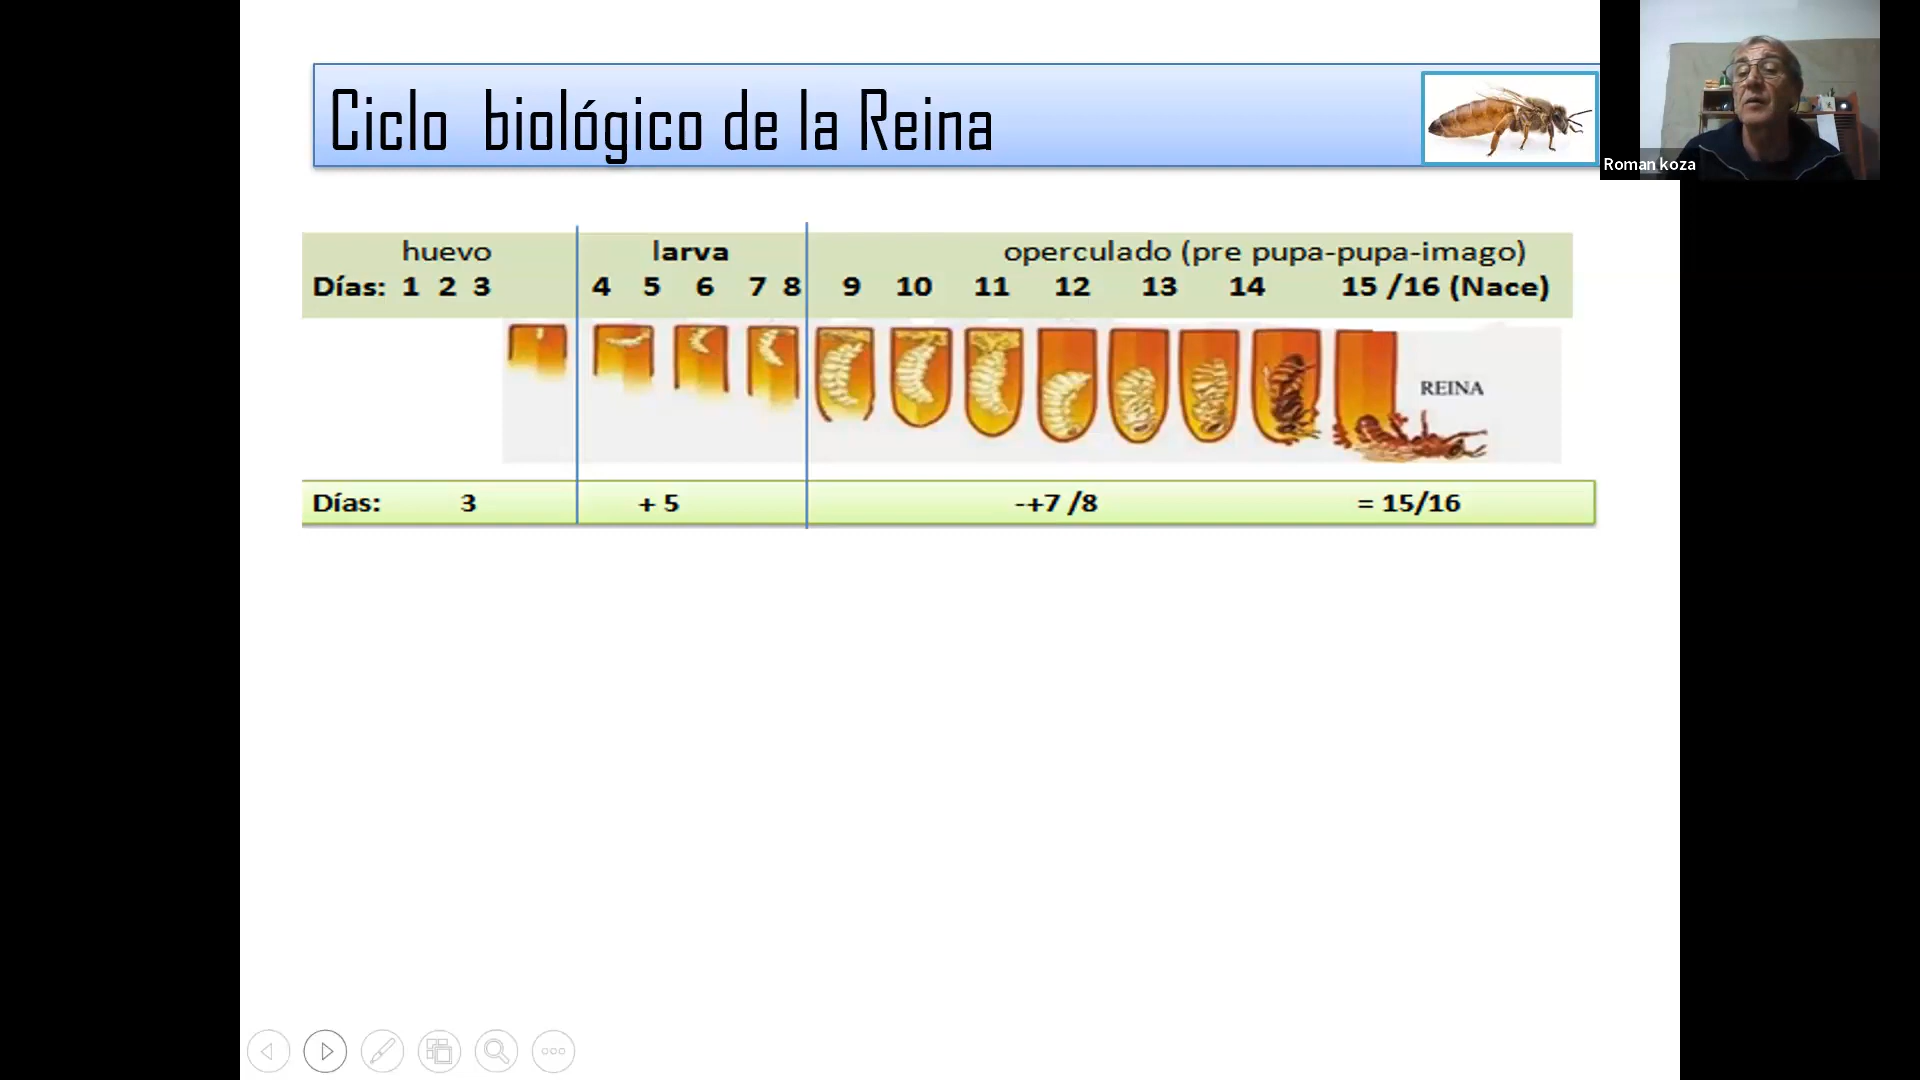 Ciclo biológico de la Reina
Roman koza
huevo larva operculado (pre pupa-pupa-imago)
Días: 1 2 3 4 5 6 7 8 9 10 11 12 13 14 15 /16 (Nace)
REINA
Días: 3 + 5 -+7 /8 = 15/16